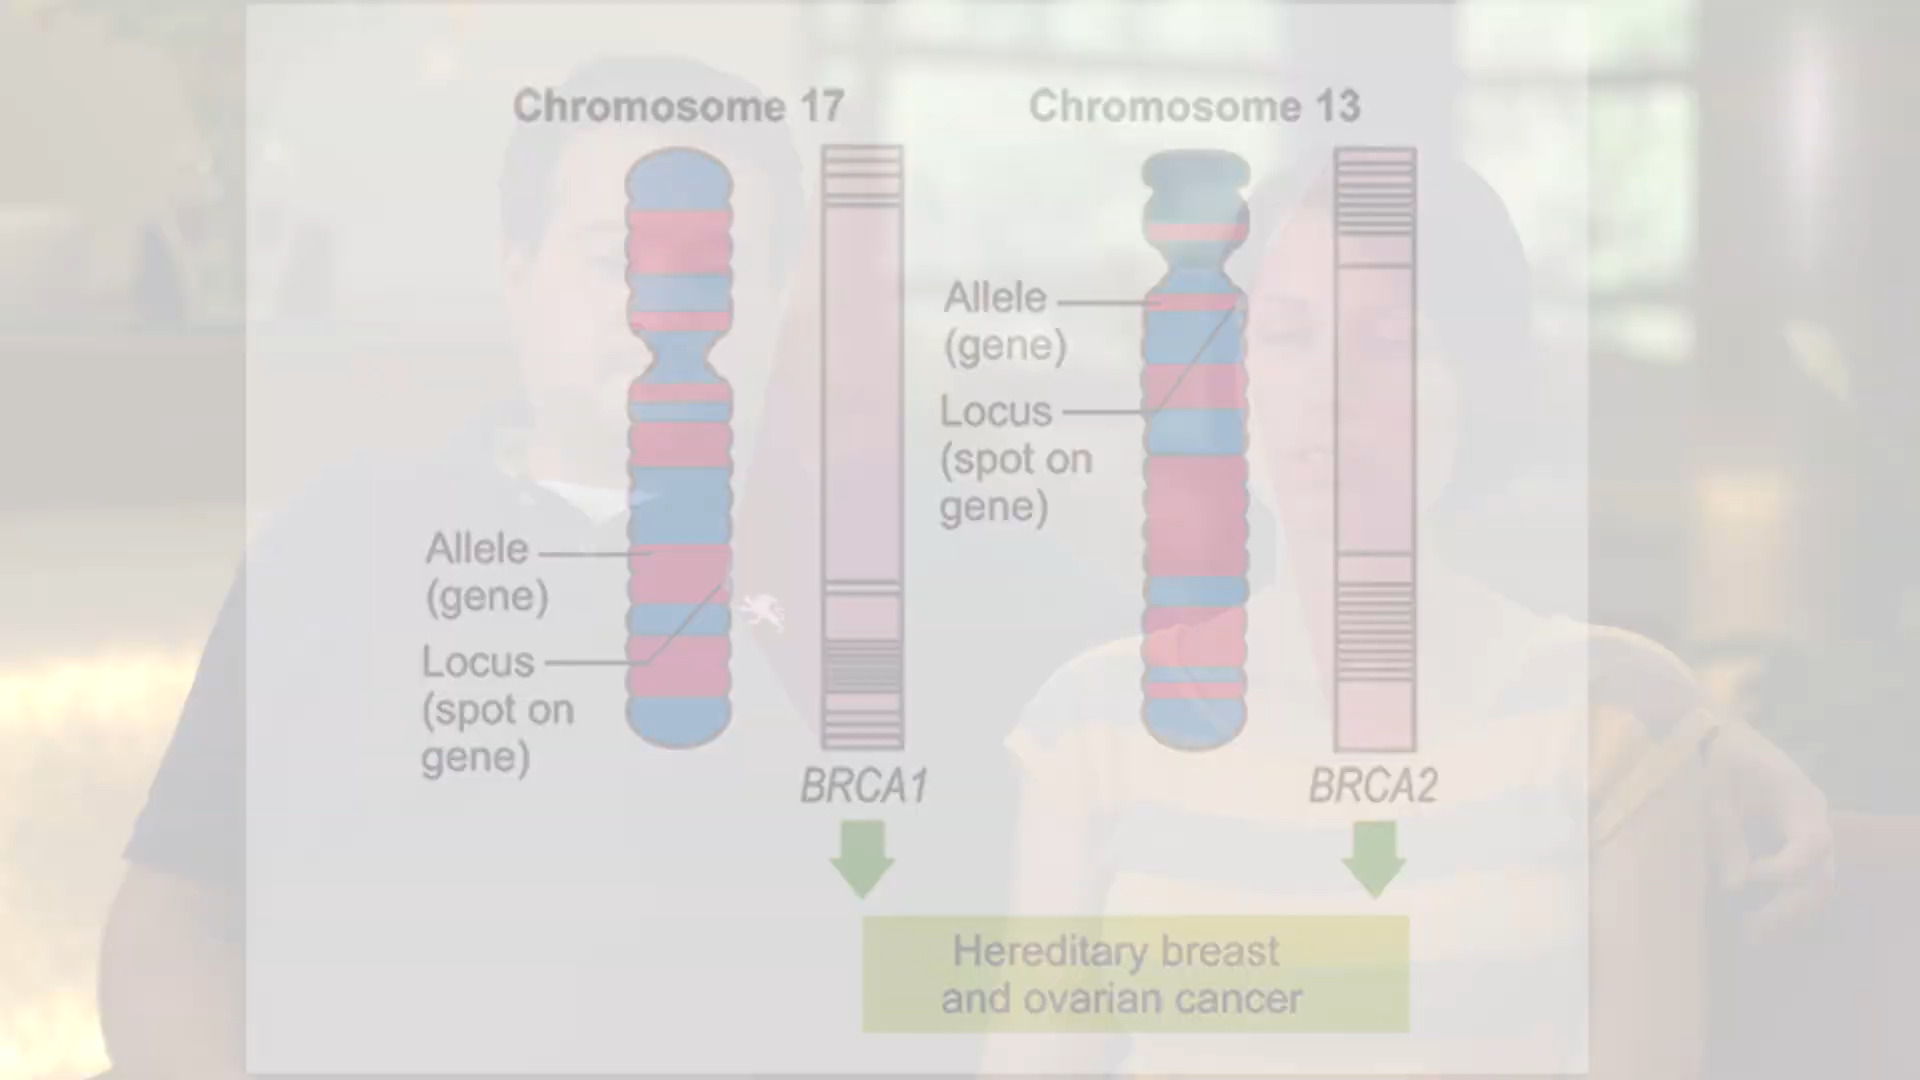 Chromosome 17
Allele
(gene)
Locus
(spot on
gene)
BRCA1
Chromosome 13
Allele
(gene)
Locus
(spot on
gene)
BRCA2
Hereditary breast
and ovarian cancer